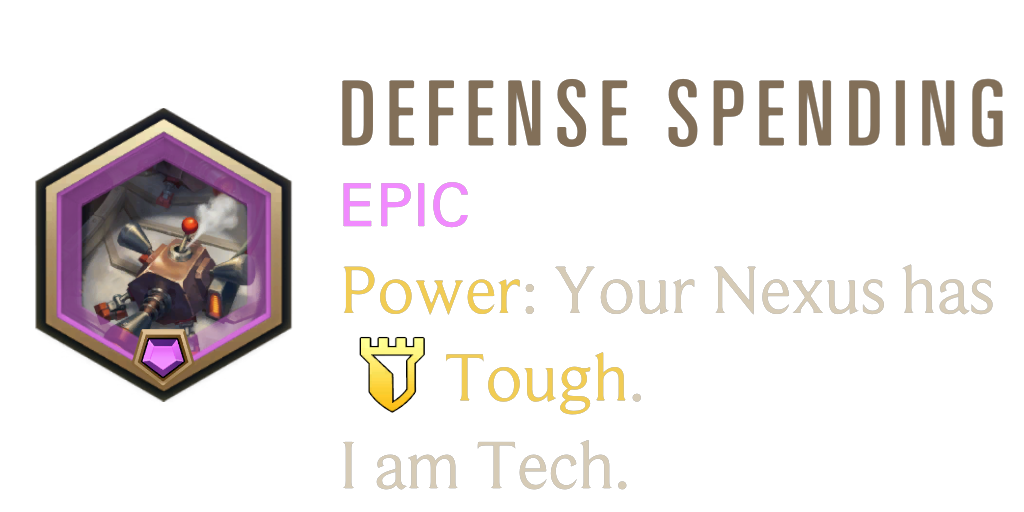 DEFENSE SPENDING
EPIC
Power: Your Nexus has
Tough.
I am Tech.